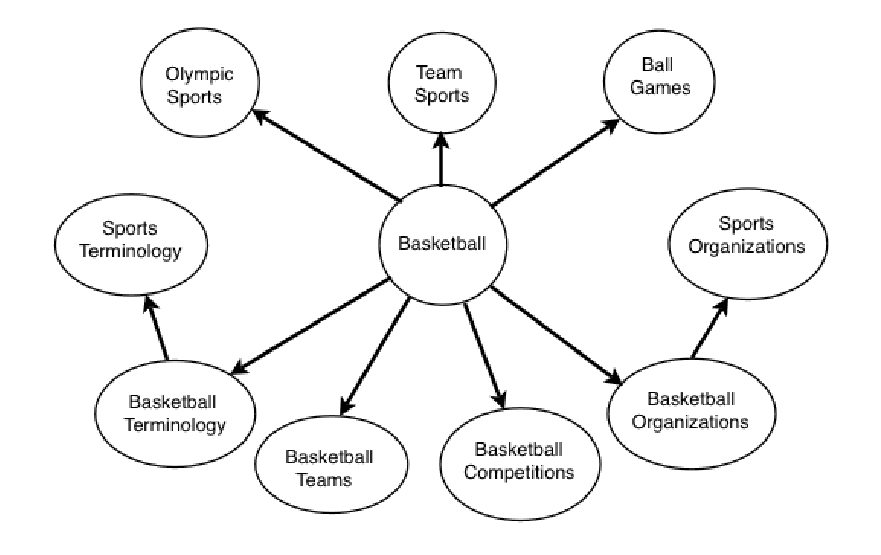 Olympic
Sports
Team
Sports
Ball
Games
Sports
Terminology
Basketball
Sports
Organizations
Basketball
Terminology
Basketball
Teams
Basketball
Competitions
Basketball
Organizations